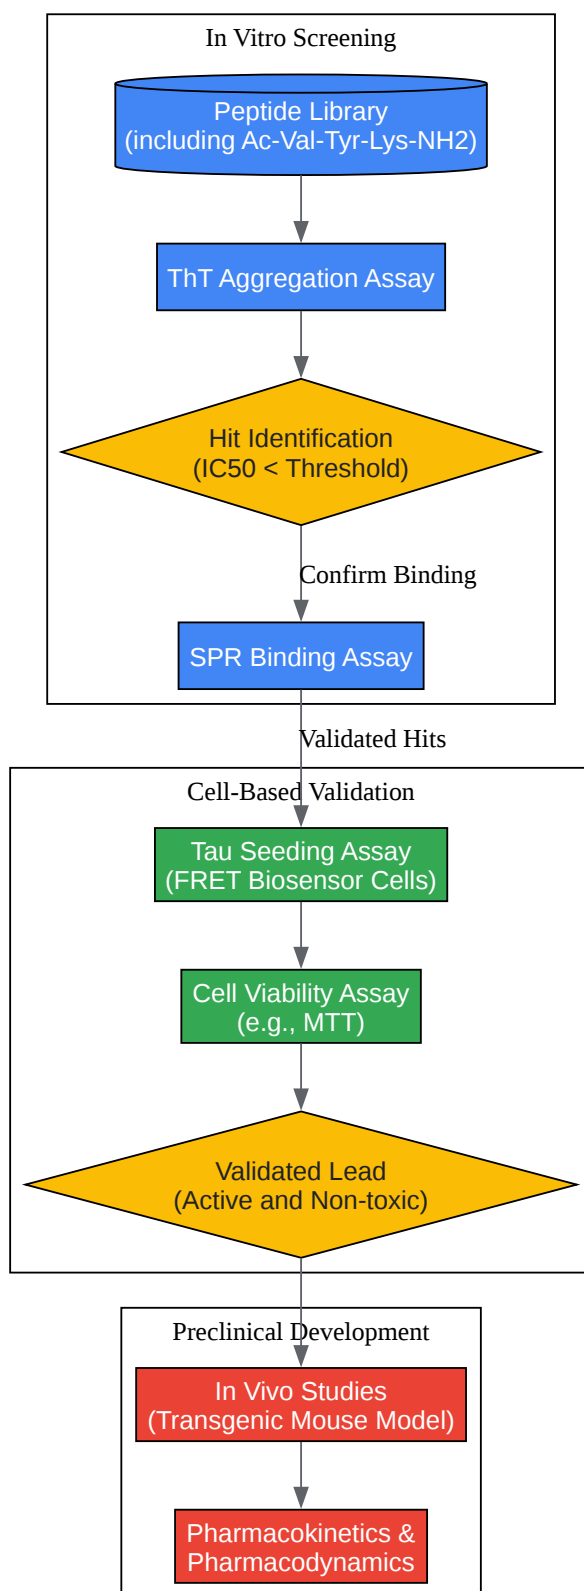 In Vitro Screening
Peptide Library
(including Ac-Val-Tyr-Lys-NH2)
ThT Aggregation Assay
Hit Identification
(IC50 < Threshold)
Confirm Binding
SPR Binding Assay
Validated Hits
Cell-Based Validation
Tau Seeding Assay
(FRET Biosensor Cells)
Cell Viability Assay
(e.g., MTT)
Validated Lead
(Active and Non-toxic)
Preclinical Development
In Vivo Studies
(Transgenic Mouse Model)
Pharmacokinetics &
Pharmacodynamics